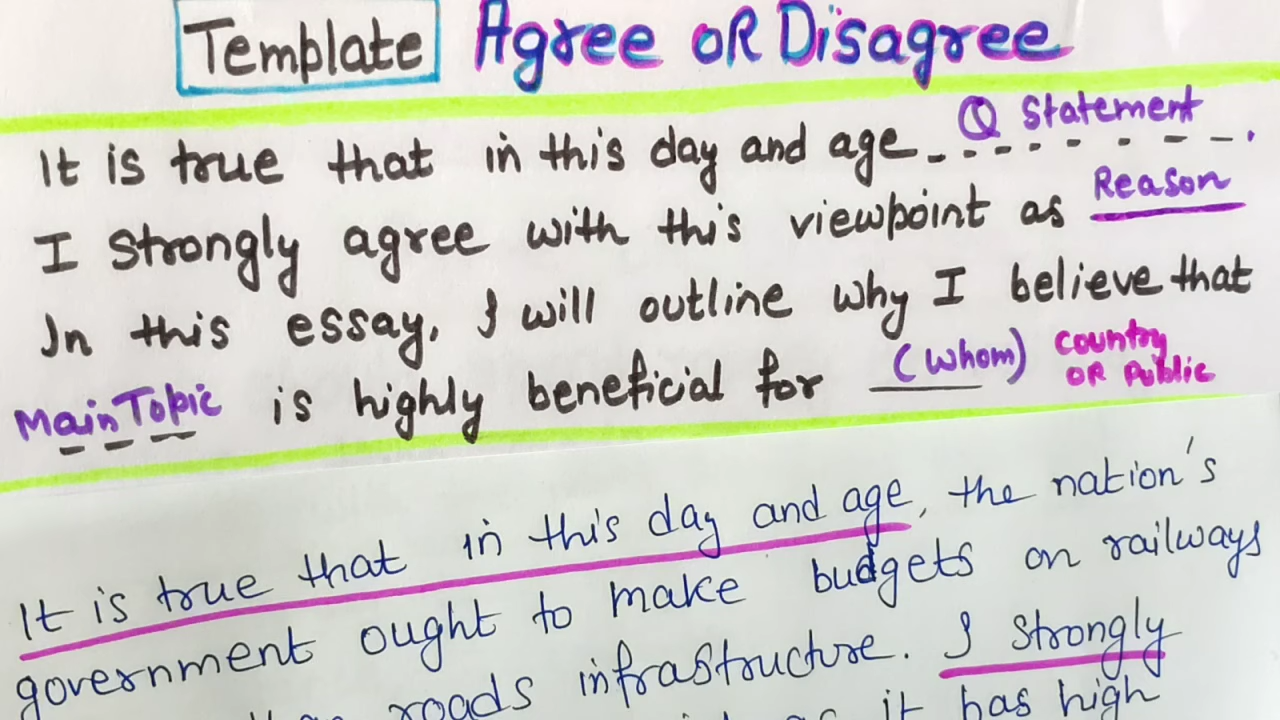 Template Agree OR Disagree
It is true that in this day and age - - - - - - - - . Q Statement
I strongly agree with this viewpoint as Reason
In this essay, I will outline why I believe that
Main Topic is highly beneficial for (whom) country OR Public
It is true that in this day and age, the nation's
government ought to make budgets on railways
roads infrastructure. I strongly
it has high